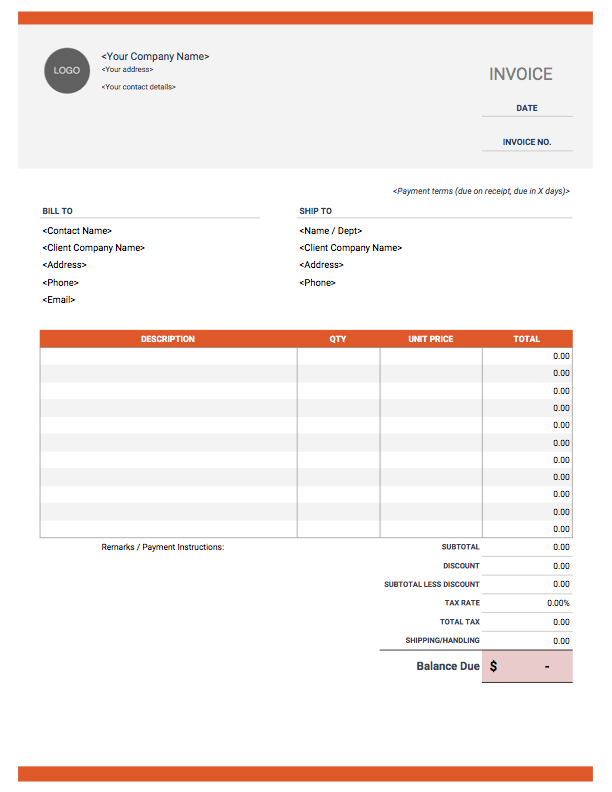 LOGO
<Your Company Name>
<Your address>
<Your contact details>
INVOICE
DATE
INVOICE NO.
<Payment terms (due on receipt, due in X days)>
BILL TO
<Contact Name>
<Client Company Name>
<Address>
<Phone>
<Email>
SHIP TO
<Name / Dept>
<Client Company Name>
<Address>
<Phone>
DESCRIPTION QTY UNIT PRICE TOTAL
0.00
0.00
0.00
0.00
0.00
0.00
0.00
0.00
0.00
0.00
0.00
Remarks / Payment Instructions:
SUBTOTAL 0.00
DISCOUNT 0.00
SUBTOTAL LESS DISCOUNT 0.00
TAX RATE 0.00%
TOTAL TAX 0.00
SHIPPING/HANDLING 0.00
Balance Due $ -